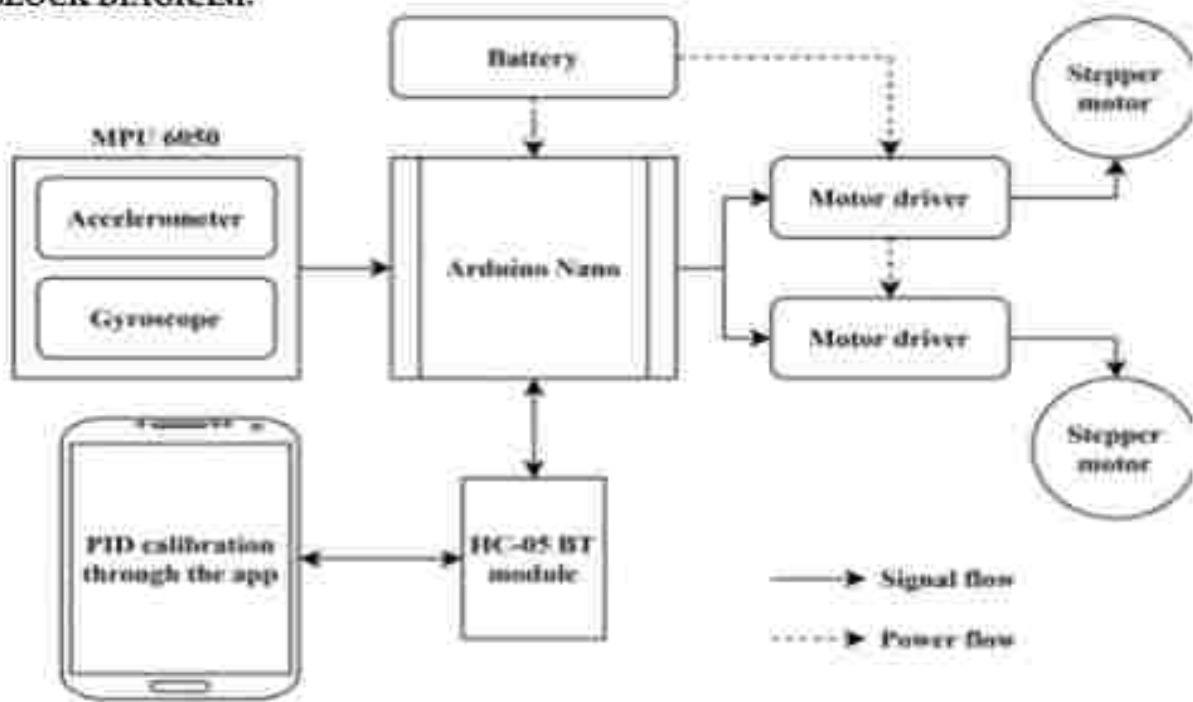 Battery
Stepper
motor
MPU 6050
Accelerometer
Gyroscope
Arduino Nano
Motor driver
Motor driver
Stepper
motor
PID calibration
through the app
HC-05 BT
module
Signal flow
Power flow